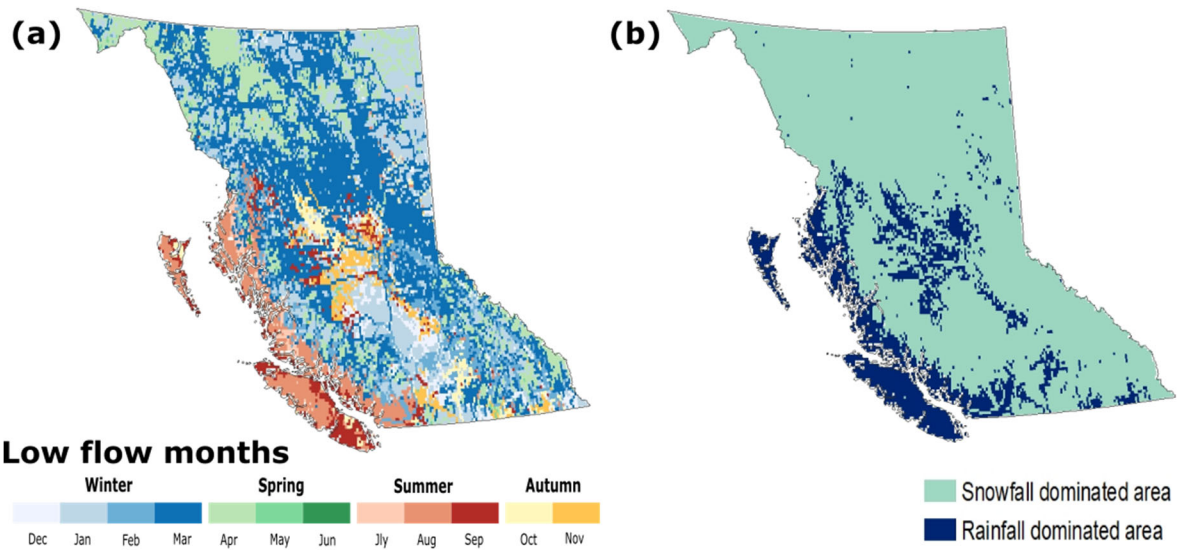 (a)
(b)
Low flow months
Winter Spring Summer Autumn
Dec Jan Feb Mar Apr May Jun Jly Aug Sep Oct Nov
Snowfall dominated area
Rainfall dominated area